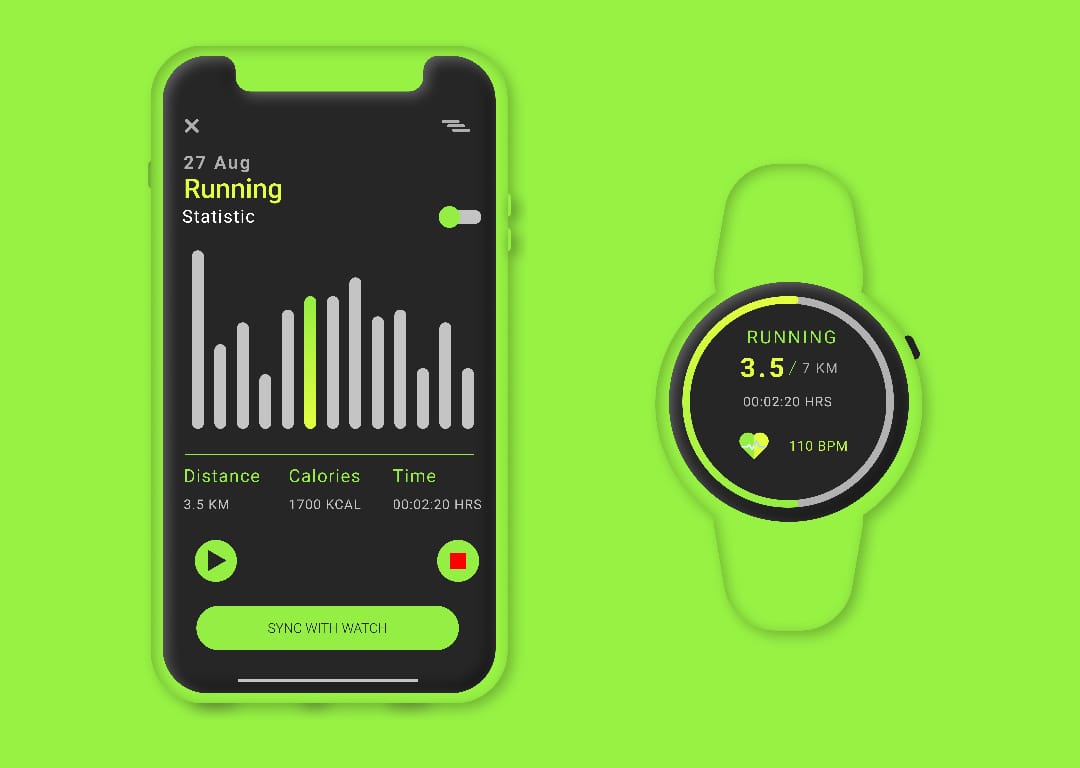 27 Aug
Running
Statistic
Distance Calories Time
3.5 KM 1700 KCAL 00:02:20 HRS
SYNC WITH WATCH
RUNNING
3.5 / 7 KM
00:02:20 HRS
110 BPM